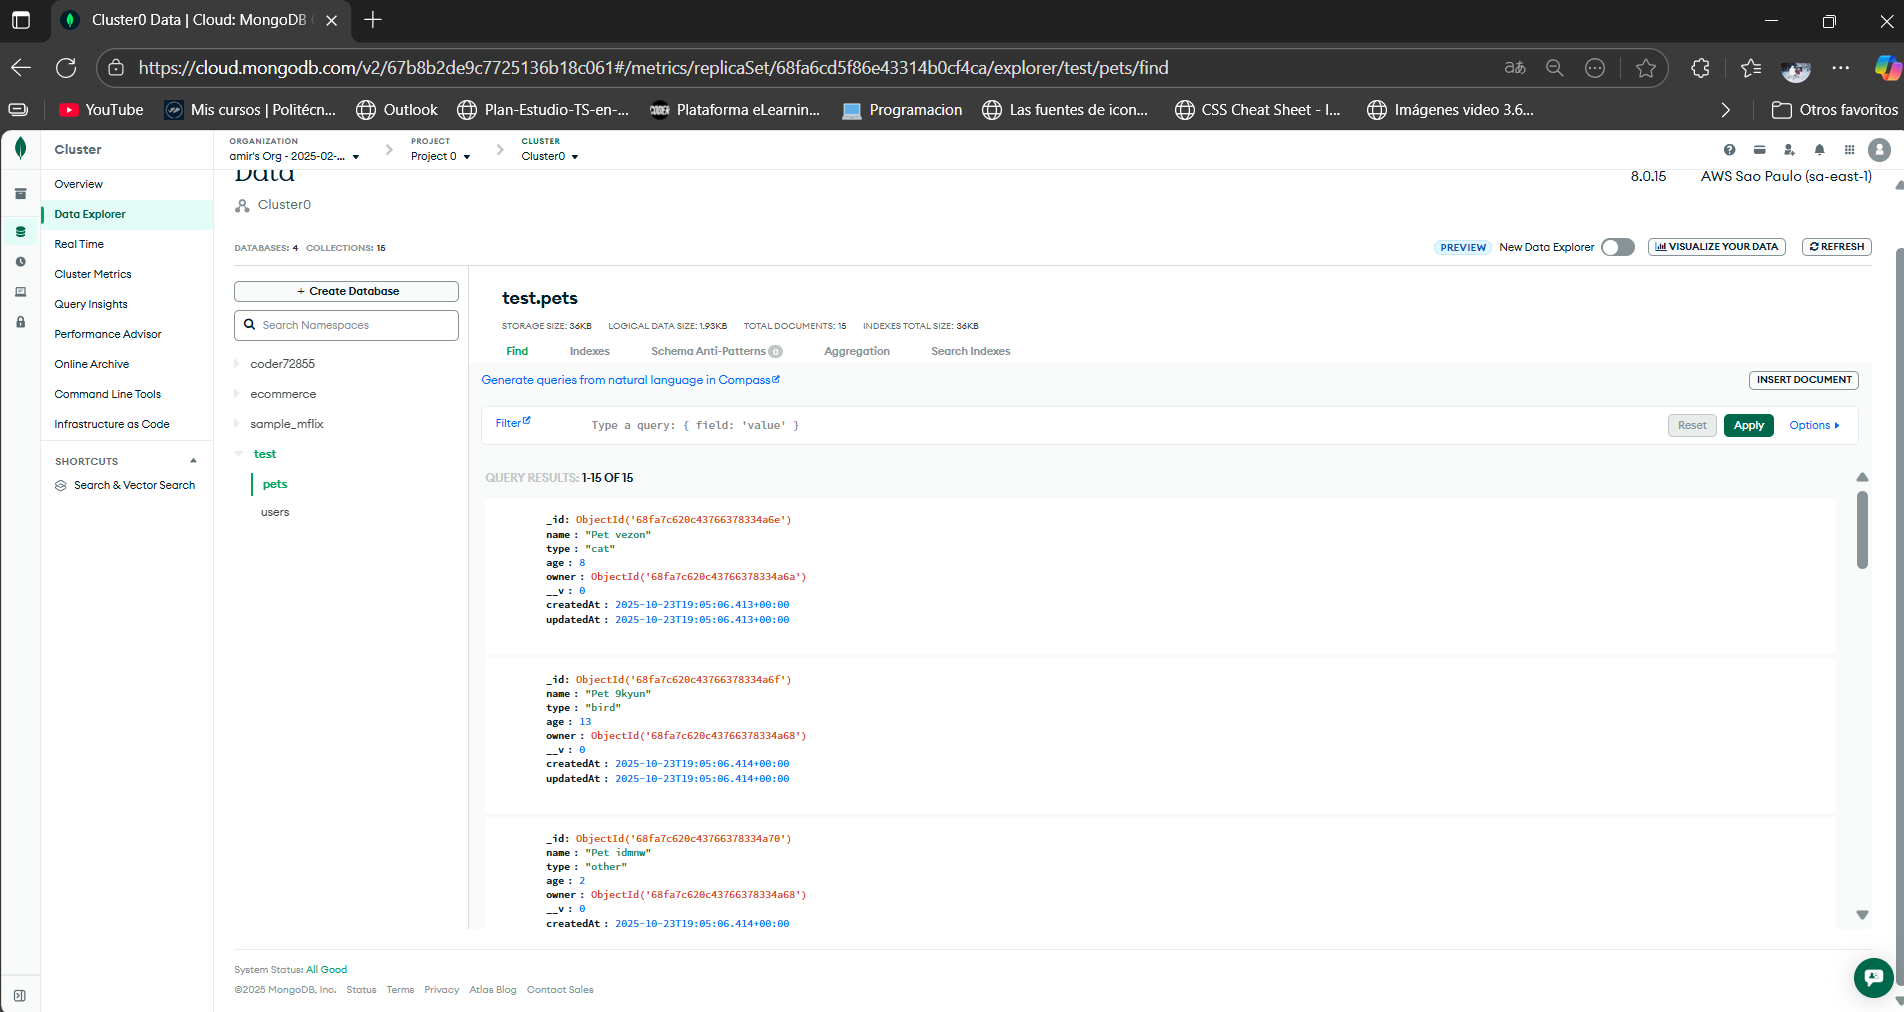 Cluster0 Data | Cloud: MongoDB
https://cloud.mongodb.com/v2/67b8b2de9c7725136b18c061#/metrics/replicaSet/68fa6cd5f86e43314b0cf4ca/explorer/test/pets/find
YouTube
Mis cursos | Politécn...
Outlook
Plan-Estudio-TS-en-...
Plataforma eLearnin...
Programacion
Las fuentes de icon...
CSS Cheat Sheet - I...
Imágenes video 3.6...
Otros favoritos
Cluster
ORGANIZATION
amir's Org - 2025-02-...
PROJECT
Project 0
CLUSTER
Cluster0
Overview
Data Explorer
Real Time
Cluster Metrics
Query Insights
Performance Advisor
Online Archive
Command Line Tools
Infrastructure as Code
SHORTCUTS
Search & Vector Search
Data
8.0.15
AWS Sao Paulo (sa-east-1)
Cluster0
DATABASES: 4 COLLECTIONS: 15
PREVIEW New Data Explorer
VISUALIZE YOUR DATA
REFRESH
+ Create Database
Search Namespaces
coder72855
ecommerce
sample_mflix
test
pets
users
test.pets
STORAGE SIZE: 36KB LOGICAL DATA SIZE: 1.93KB TOTAL DOCUMENTS: 15 INDEXES TOTAL SIZE: 36KB
Find Indexes Schema Anti-Patterns 0 Aggregation Search Indexes
Generate queries from natural language in Compass
INSERT DOCUMENT
Filter
Type a query: { field: 'value' }
Reset
Apply
Options
QUERY RESULTS: 1-15 OF 15
_id: ObjectId('68fa7c620c43766378334a6e')
name : "Pet vezon"
type : "cat"
age : 8
owner : ObjectId('68fa7c620c43766378334a6a')
__v : 0
createdAt : 2025-10-23T19:05:06.413+00:00
updatedAt : 2025-10-23T19:05:06.413+00:00
_id: ObjectId('68fa7c620c43766378334a6f')
name : "Pet 9kyun"
type : "bird"
age : 13
owner : ObjectId('68fa7c620c43766378334a68')
__v : 0
createdAt : 2025-10-23T19:05:06.414+00:00
updatedAt : 2025-10-23T19:05:06.414+00:00
_id: ObjectId('68fa7c620c43766378334a70')
name : "Pet idmnw"
type : "other"
age : 2
owner : ObjectId('68fa7c620c43766378334a68')
__v : 0
createdAt : 2025-10-23T19:05:06.414+00:00
System Status: All Good
©2025 MongoDB, Inc. Status Terms Privacy Atlas Blog Contact Sales